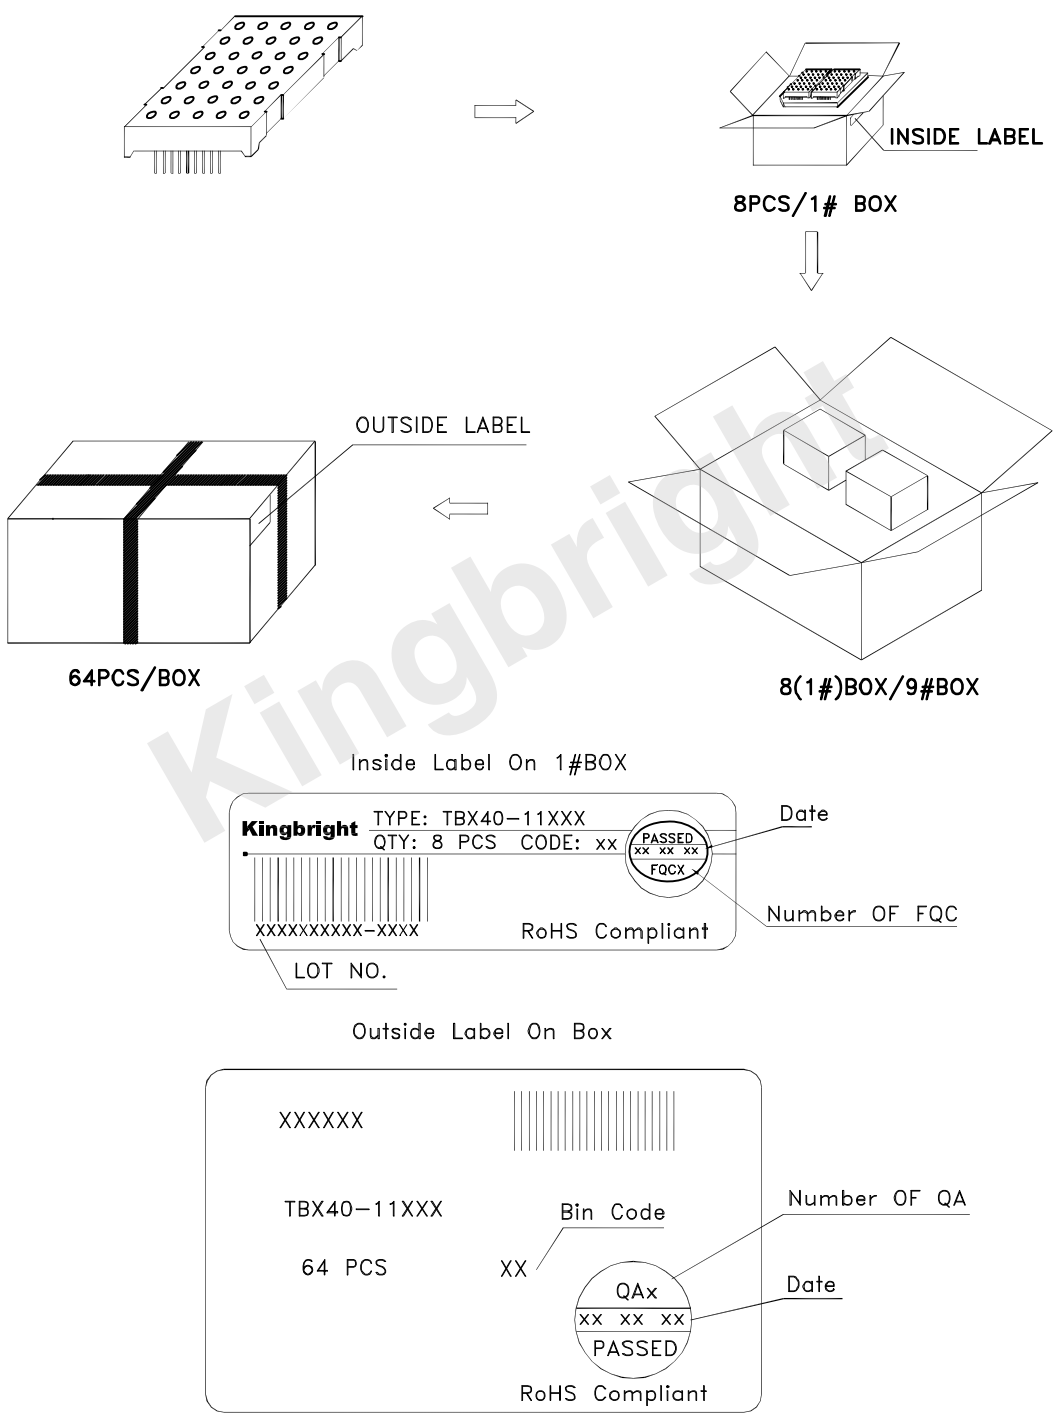 INSIDE LABEL
8PCS/1# BOX
OUTSIDE LABEL
64PCS/BOX
8(1#)BOX/9#BOX
Kingbright
Inside Label On 1#BOX
Kingbright
TYPE: TBX40-11XXX
QTY: 8 PCS CODE: xx
PASSED
xx xx xx
FQCX
Date
Number OF FQC
XXXXXXXXXX-XXXX
RoHS Compliant
LOT NO.
Outside Label On Box
XXXXXX
TBX40-11XXX
Bin Code
Number OF QA
64 PCS
XX
QAx
xx xx xx
PASSED
Date
RoHS Compliant